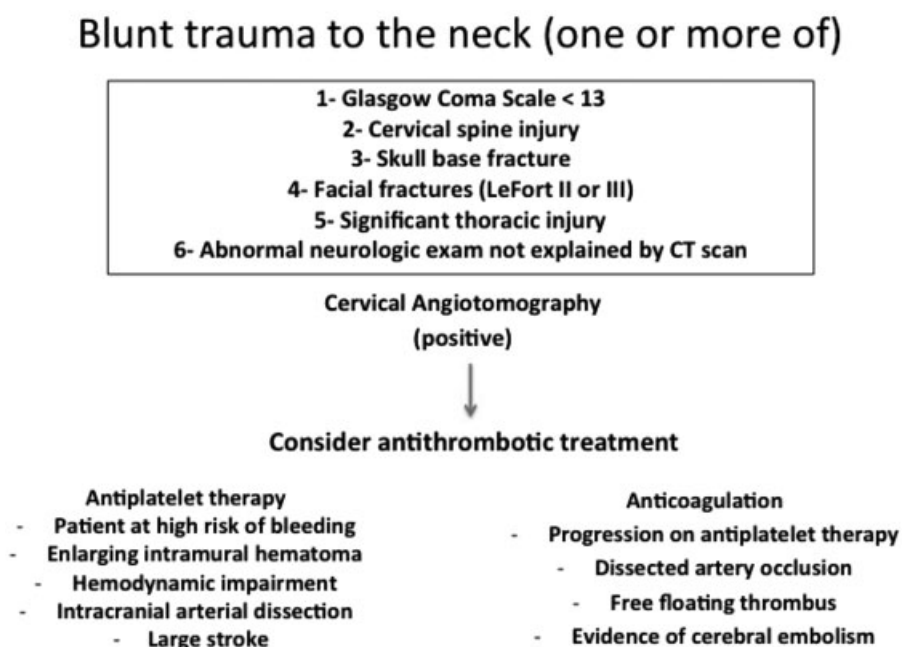 Blunt trauma to the neck (one or more of)
1- Glasgow Coma Scale < 13
2- Cervical spine injury
3- Skull base fracture
4- Facial fractures (LeFort II or III)
5- Significant thoracic injury
6- Abnormal neurologic exam not explained by CT scan
Cervical Angiotomography
(positive)
Consider antithrombotic treatment
Antiplatelet therapy
- Patient at high risk of bleeding
- Enlarging intramural hematoma
- Hemodynamic impairment
- Intracranial arterial dissection
- Large stroke
Anticoagulation
- Progression on antiplatelet therapy
- Dissected artery occlusion
- Free floating thrombus
- Evidence of cerebral embolism